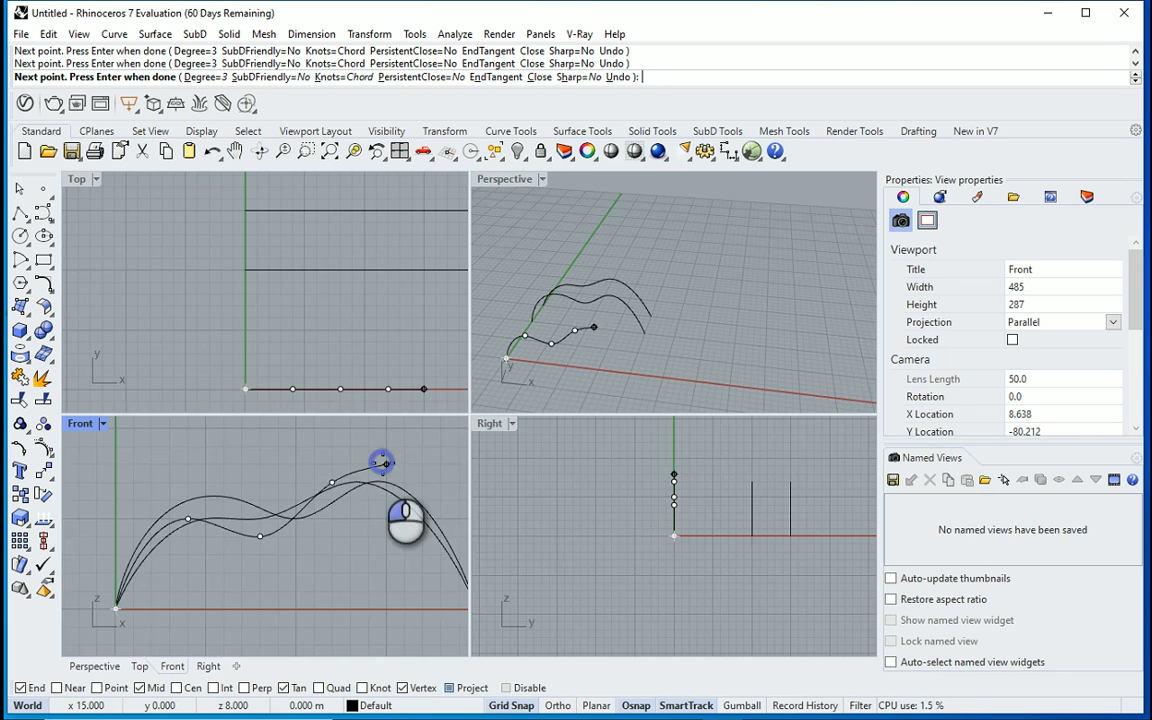 Untitled - Rhinoceros 7 Evaluation (60 Days Remaining)
File Edit View Curve Surface SubD Solid Mesh Dimension Transform Tools Analyze Render Panels V-Ray Help
Next point. Press Enter when done ( Degree=3 SubDFriendly=No Knots=Chord PersistentClose=No EndTangent Close Sharp=No Undo )
Next point. Press Enter when done ( Degree=3 SubDFriendly=No Knots=Chord PersistentClose=No EndTangent Close Sharp=No Undo )
Next point. Press Enter when done ( Degree=3 SubDFriendly=No Knots=Chord PersistentClose=No EndTangent Close Sharp=No Undo ):
Standard CPlanes Set View Display Select Viewport Layout Visibility Transform Curve Tools Surface Tools Solid Tools SubD Tools Mesh Tools Render Tools Drafting New in V7
Top
y
x
Perspective
y
x
Front
z
x
Right
z
y
Properties: View properties
Viewport
Title Front
Width 485
Height 287
Projection Parallel
Locked
Camera
Lens Length 50.0
Rotation 0.0
X Location 8.638
Y Location -80.212
Named Views
No named views have been saved
Auto-update thumbnails
Restore aspect ratio
Show named view widget
Lock named view
Auto-select named view widgets
Perspective Top Front Right
End Near Point Mid Cen Int Perp Tan Quad Knot Vertex Project Disable
World x 15.000 y 0.000 z 8.000 0.000 m Default Grid Snap Ortho Planar Osnap SmartTrack Gumball Record History Filter CPU use: 1.5 %